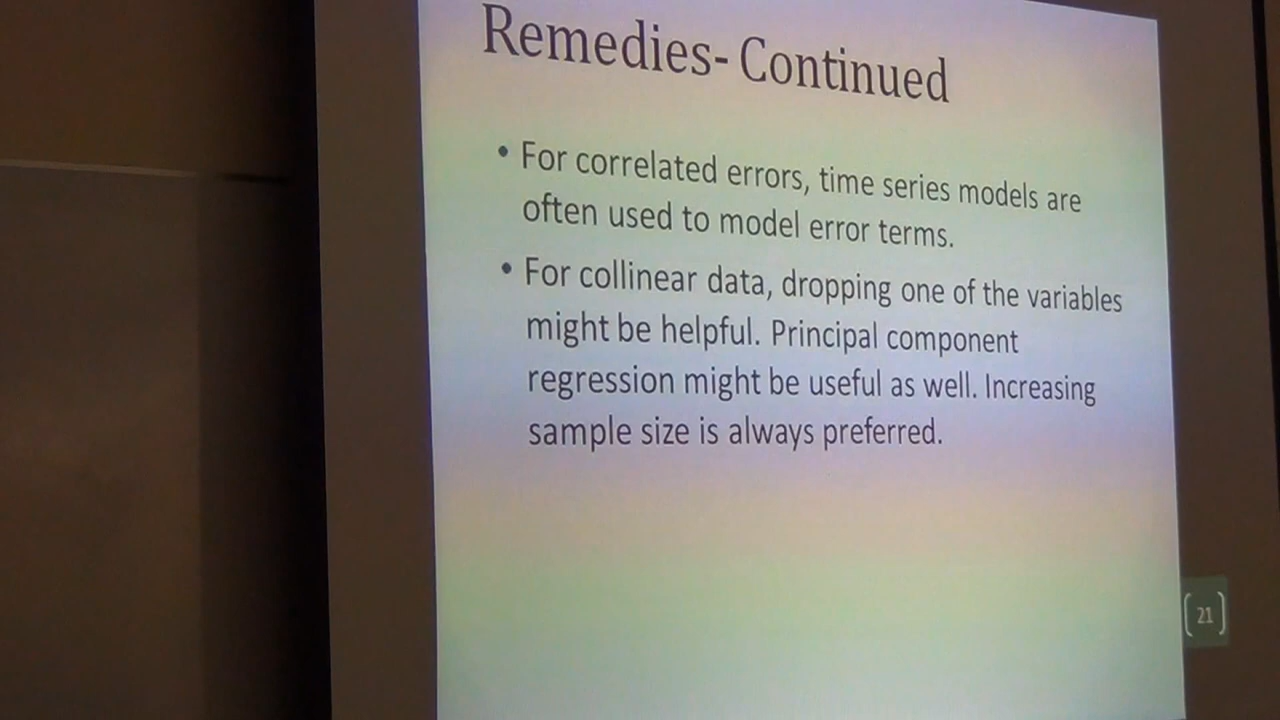 Remedies- Continued
• For correlated errors, time series models are
often used to model error terms.
• For collinear data, dropping one of the variables
might be helpful. Principal component
regression might be useful as well. Increasing
sample size is always preferred.
21